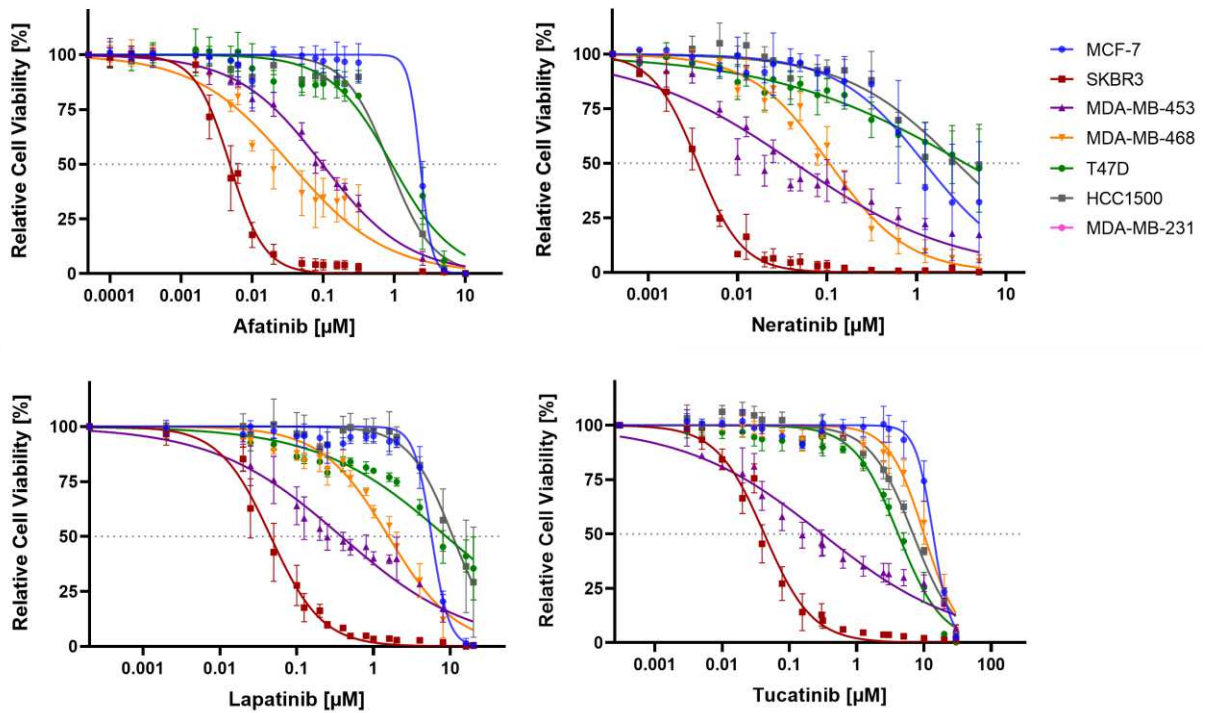 Relative Cell Viability [%]
100
75
50
25
0
0.0001 0.001 0.01 0.1 1 10
Afatinib [µM]
Relative Cell Viability [%]
100
75
50
25
0
0.001 0.01 0.1 1 10
Neratinib [µM]
MCF-7
SKBR3
MDA-MB-453
MDA-MB-468
T47D
HCC1500
MDA-MB-231
Relative Cell Viability [%]
100
75
50
25
0
0.001 0.01 0.1 1 10
Lapatinib [µM]
Relative Cell Viability [%]
100
75
50
25
0
0.001 0.01 0.1 1 10 100
Tucatinib [µM]